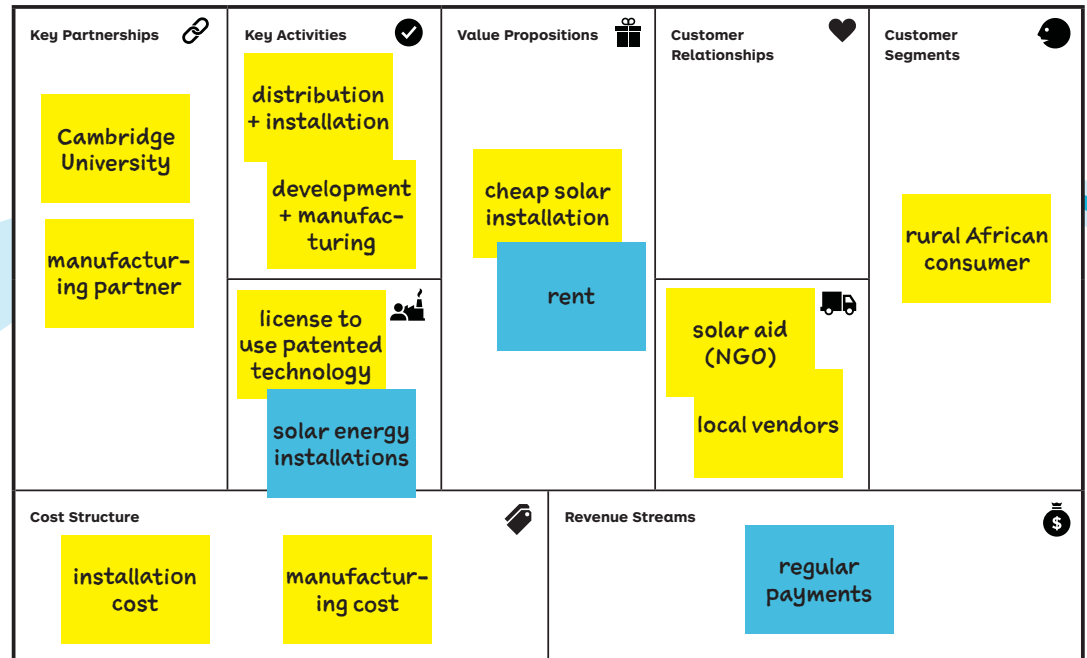 Key Partnerships
Cambridge
University
manufactur-
ing partner
Key Activities
distribution
+ installation
development
+ manufac-
turing
license to
use patented
technology
solar energy
installations
Value Propositions
cheap solar
installation
rent
Customer
Relationships
solar aid
(NGO)
local vendors
Customer
Segments
rural African
consumer
Cost Structure
installation
cost
manufactur-
ing cost
Revenue Streams
$
regular
payments